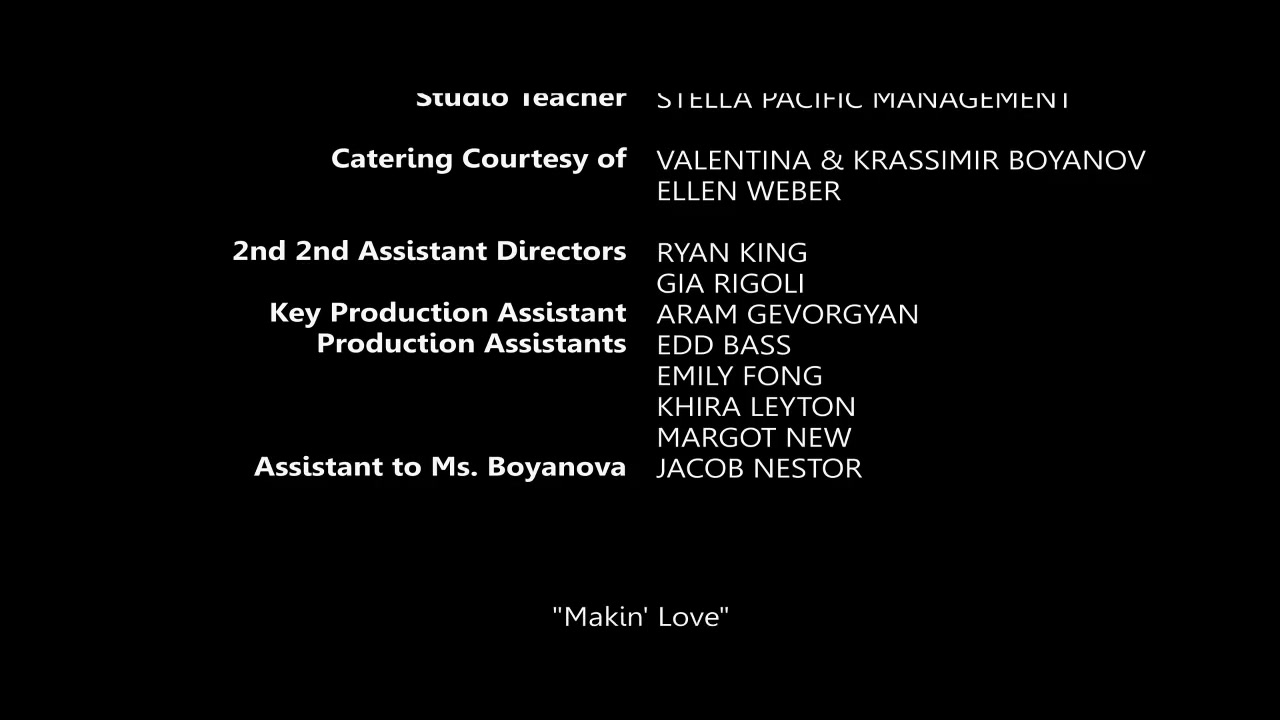 Studio Teacher STELLA PACIFIC MANAGEMENT
Catering Courtesy of VALENTINA & KRASSIMIR BOYANOV
ELLEN WEBER
2nd 2nd Assistant Directors RYAN KING
GIA RIGOLI
Key Production Assistant ARAM GEVORGYAN
Production Assistants EDD BASS
EMILY FONG
KHIRA LEYTON
MARGOT NEW
Assistant to Ms. Boyanova JACOB NESTOR
"Makin' Love"